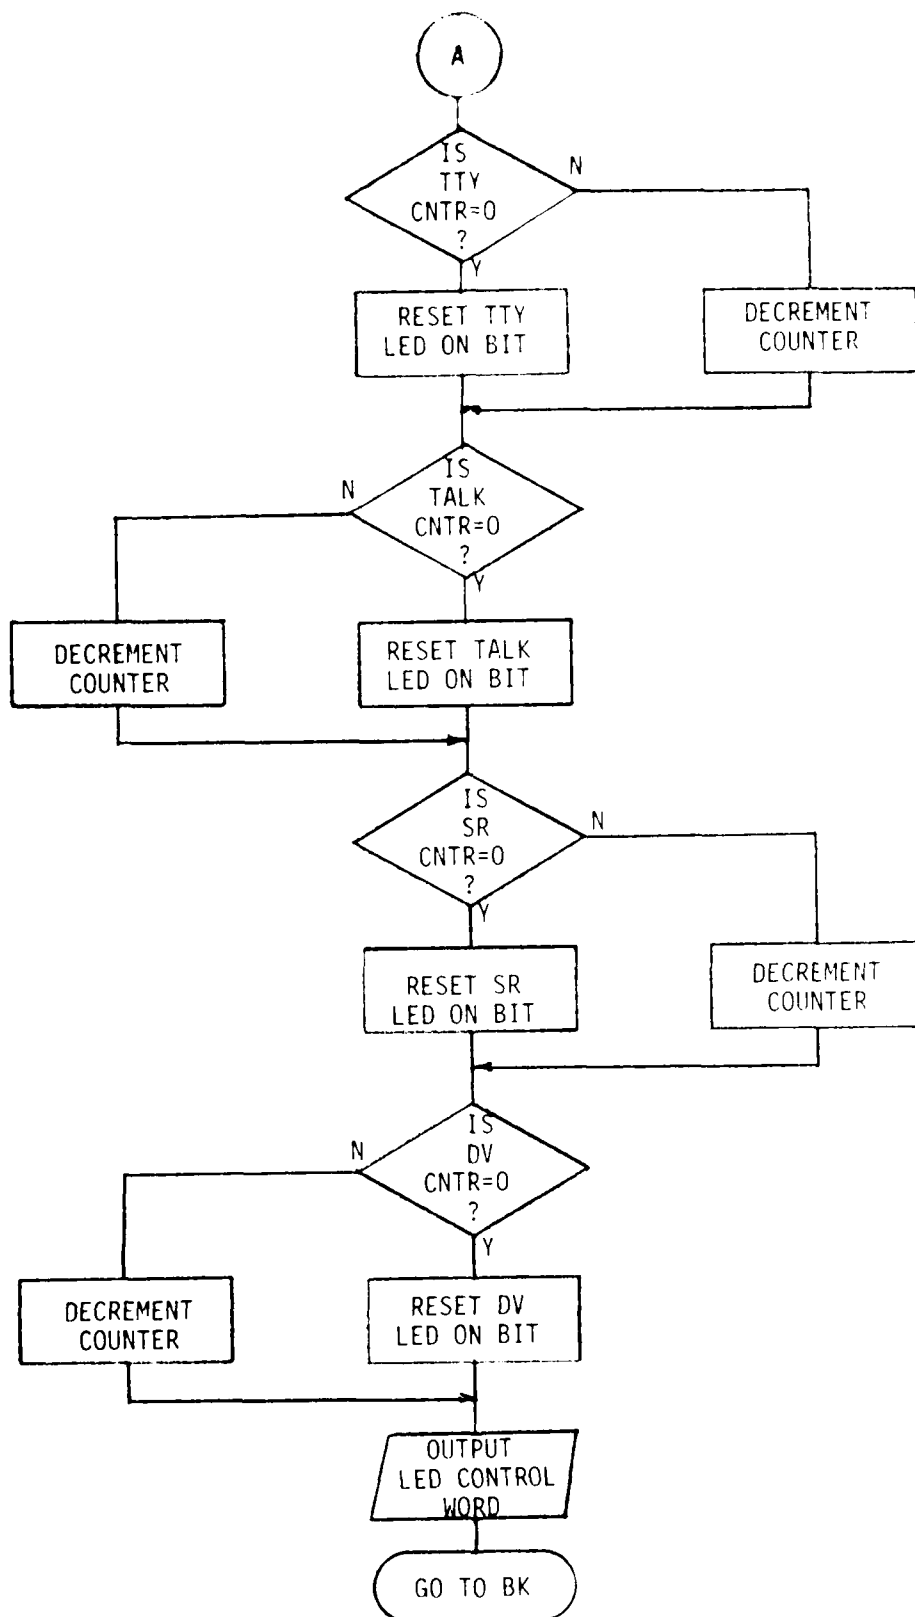 A
IS
TTY
CNTR=0
?
N
Y
RESET TTY
LED ON BIT
DECREMENT
COUNTER
IS
TALK
CNTR=0
?
N
Y
DECREMENT
COUNTER
RESET TALK
LED ON BIT
IS
SR
CNTR=0
?
N
Y
RESET SR
LED ON BIT
DECREMENT
COUNTER
IS
DV
CNTR=0
?
N
Y
DECREMENT
COUNTER
RESET DV
LED ON BIT
OUTPUT
LED CONTROL
WORD
GO TO BK